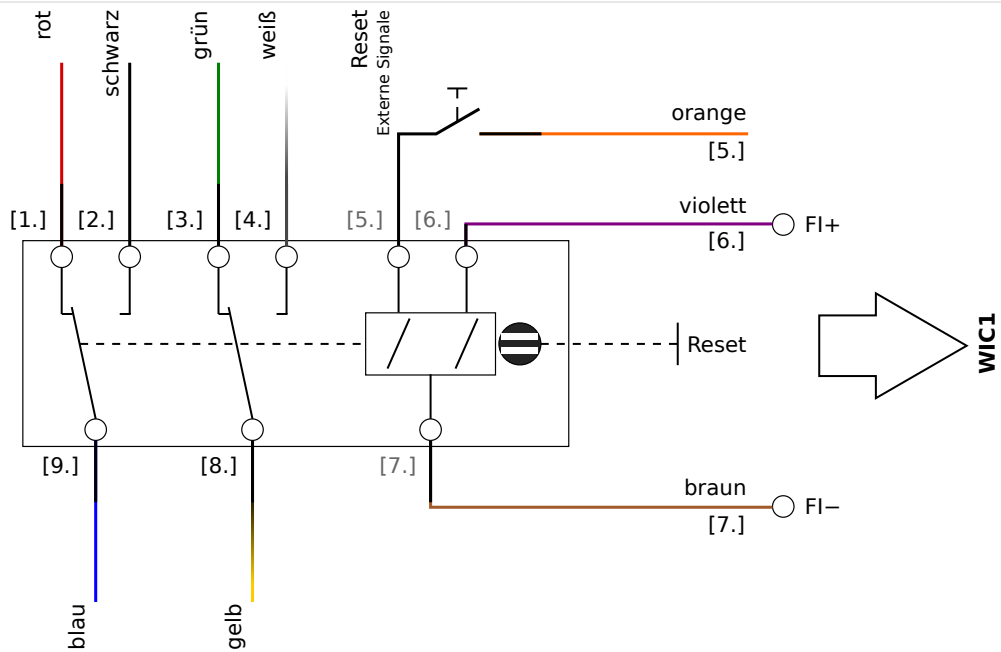 rot
schwarz
grün
weiß
Reset
Externe Signale
orange
[5.]
violett
[6.]
FI+
[1.]
[2.]
[3.]
[4.]
[5.]
[6.]
Reset
WIC1
[9.]
[8.]
[7.]
braun
[7.]
FI−
blau
gelb